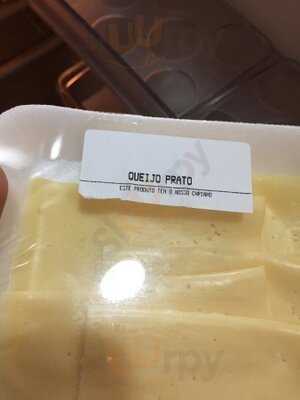 QUEIJO PRATO
ESTE PRODUTO TEM O NOSSO CARINHO